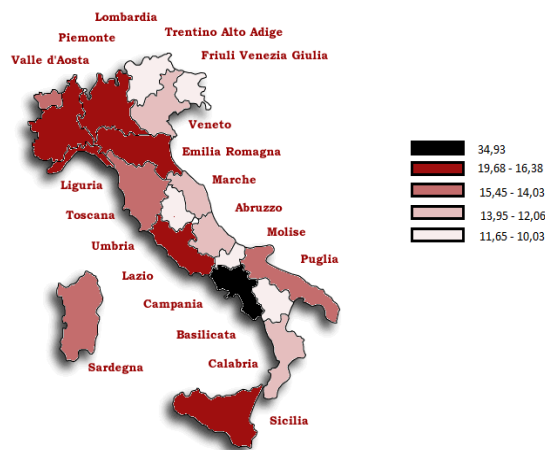 Lombardia
Trentino Alto Adige
Piemonte
Friuli Venezia Giulia
Valle d'Aosta
Veneto
Emilia Romagna
Liguria
Marche
Toscana
Abruzzo
Umbria
Molise
Puglia
Lazio
Campania
Basilicata
Calabria
Sardegna
Sicilia
34,93
19,68 - 16,38
15,45 - 14,03
13,95 - 12,06
11,65 - 10,03